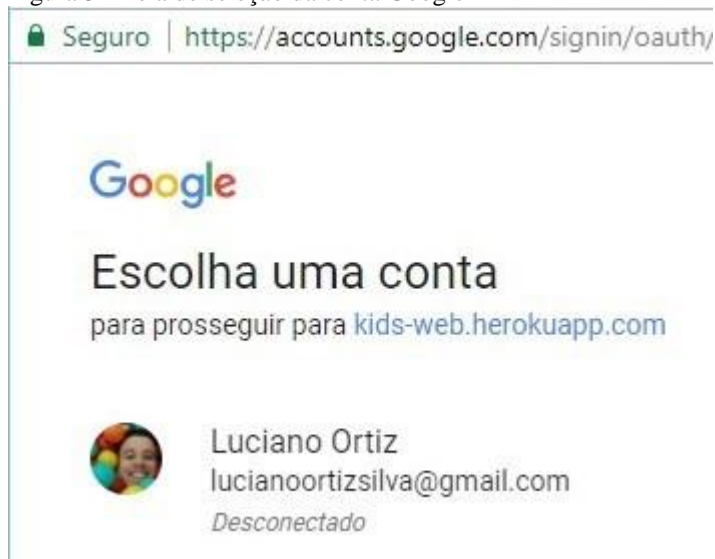 Seguro | https://accounts.google.com/signin/oauth/
Google
Escolha uma conta
para prosseguir para kids-web.herokuapp.com
Luciano Ortiz
lucianoortizsilva@gmail.com
Desconectado